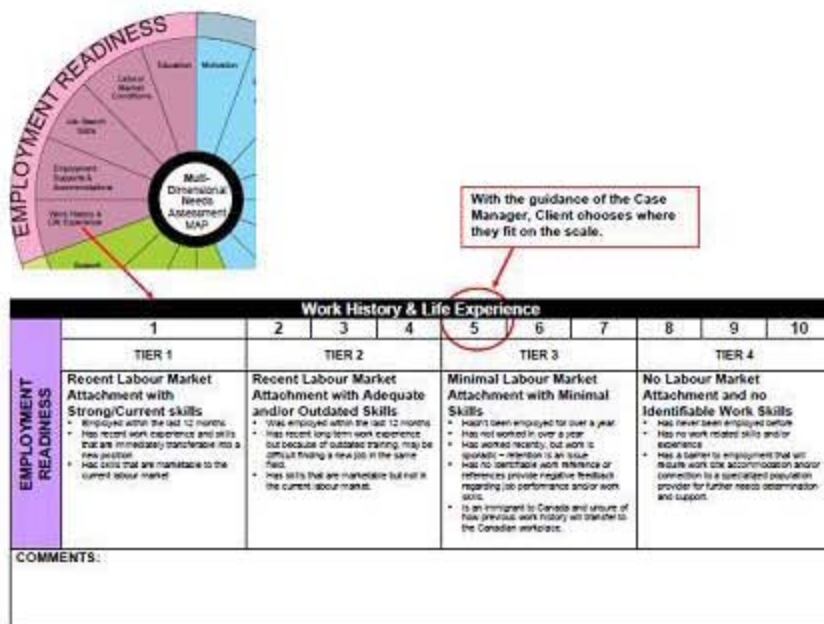 EMPLOYMENT READINESS
Education
Motivation
Labour
Market
Conditions
Job Search
Skills
Employment
Supports &
Accommodations
Work History &
Life Experience
Support
Multi-
Dimensional
Needs
Assessment
MAP
With the guidance of the Case
Manager, Client chooses where
they fit on the scale.
Work History & Life Experience
1 2 3 4 5 6 7 8 9 10
TIER 1 TIER 2 TIER 3 TIER 4
EMPLOYMENT
READINESS
Recent Labour Market
Attachment with
Strong/Current skills
• Employed within the last 12 months
• Has recent work experience and skills
that are immediately transferable into a
new position
• Has skills that are marketable to the
current labour market
Recent Labour Market
Attachment with Adequate
and/or Outdated Skills
• Was employed within the last 12 months
• Has recent long term work experience
but because of outdated training, may be
difficult finding a new job in the same
field.
• Has skills that are marketable but not in
the current labour market.
Minimal Labour Market
Attachment with Minimal
Skills
• Hasn't been employed for over a year
• Has not worked in over a year
• Has worked recently, but work is
sporadic – retention is an issue
• Has no identifiable work reference or
references provide negative feedback
regarding job performance and/or work
skills.
• Is an immigrant to Canada and unsure of
how previous work history will transfer to
the Canadian workplace.
No Labour Market
Attachment and no
Identifiable Work Skills
• Has never been employed before
• Has no work related skills and/or
experience
• Has a barrier to employment that will
require work site accommodation and/or
connection to a specialized population
provider for further needs determination
and support.
COMMENTS: